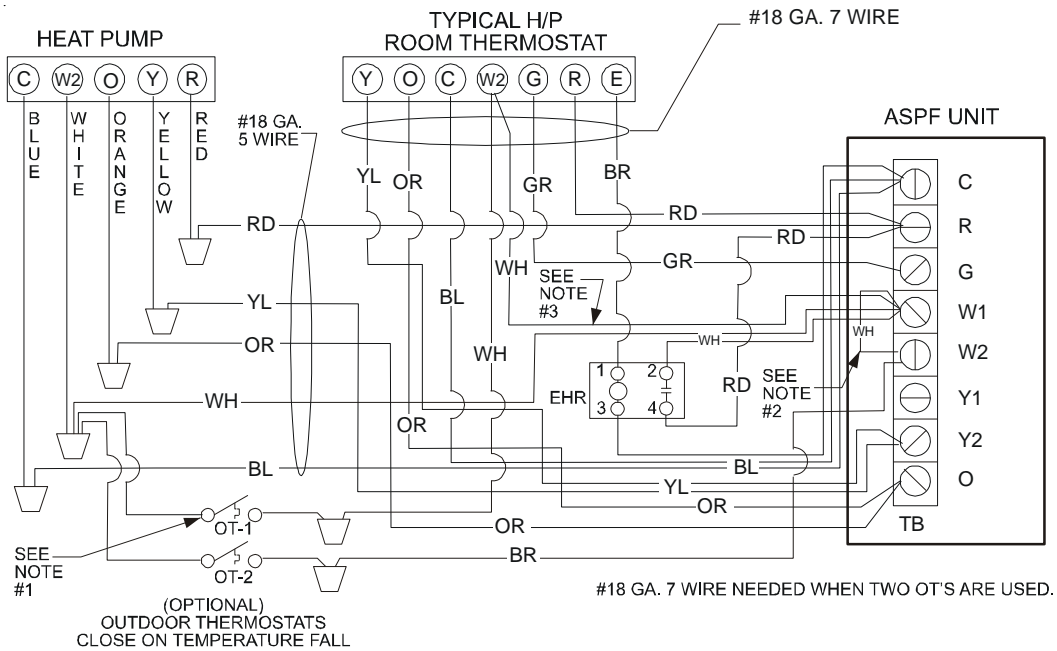 HEAT PUMP
C W2 O Y R
BLUE
WHITE
ORANGE
YELLOW
RED
#18 GA.
5 WIRE
TYPICAL H/P
ROOM THERMOSTAT
#18 GA. 7 WIRE
Y O C W2 G R E
YL OR GR BR
ASPF UNIT
C
R
G
W1
W2
Y1
Y2
O
TB
RD
RD
RD
GR
WH
SEE
NOTE
#3
BL
YL
OR
WH
WH
WH
RD
SEE
NOTE
#2
1 2
EHR
3 4
WH
OR
BL
BL
YL
OR
OR
BR
OT-1
OT-2
SEE
NOTE
#1
(OPTIONAL)
OUTDOOR THERMOSTATS
CLOSE ON TEMPERATURE FALL
#18 GA. 7 WIRE NEEDED WHEN TWO OT'S ARE USED.